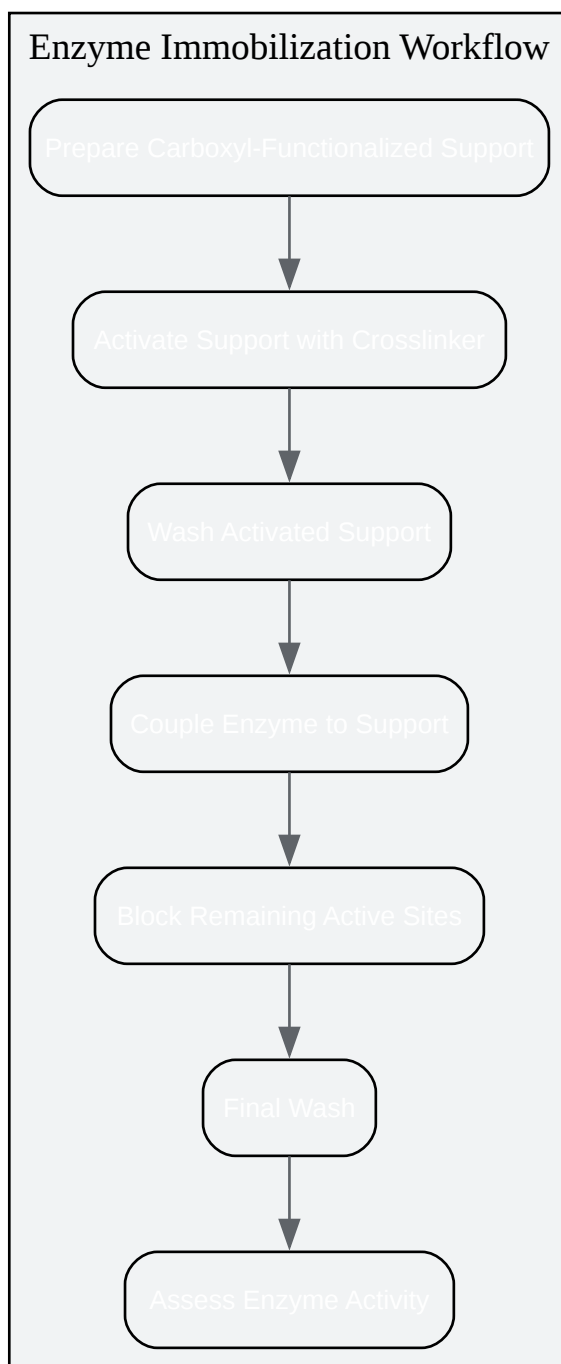 Enzyme Immobilization Workflow
Prepare Carboxyl-Functionalized Support
Activate Support with Crosslinker
Wash Activated Support
Couple Enzyme to Support
Block Remaining Active Sites
Final Wash
Assess Enzyme Activity